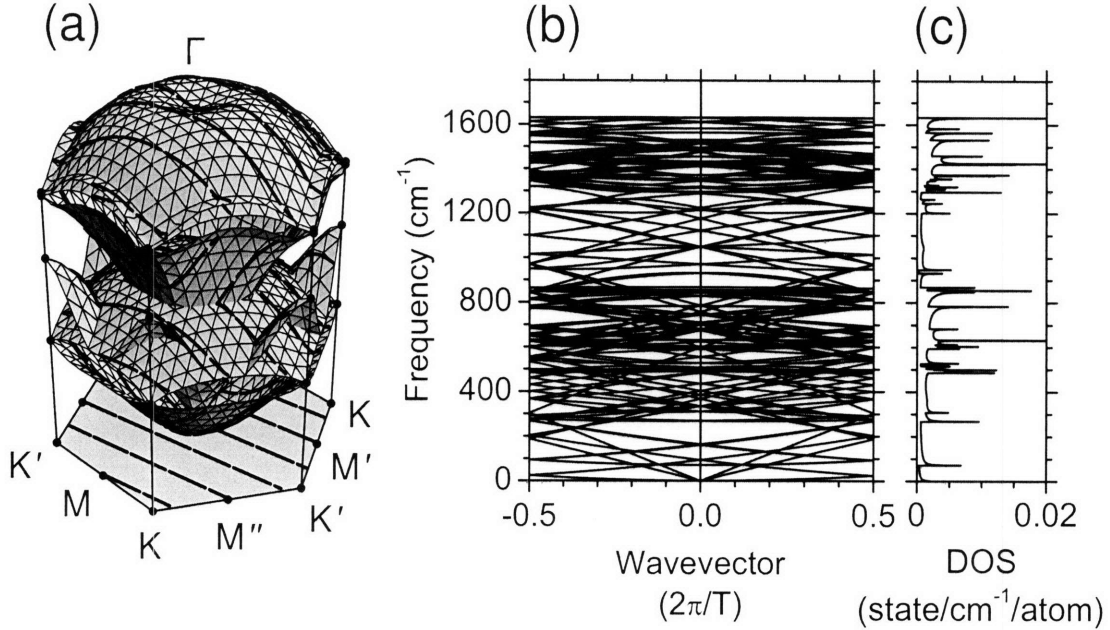 (a)
Γ
K′
M
K
M″
K′
M′
K
(b)
Frequency (cm⁻¹)
1600
1200
800
400
0
-0.5
0.0
0.5
Wavevector
(2π/T)
(c)
0
0.02
DOS
(state/cm⁻¹/atom)